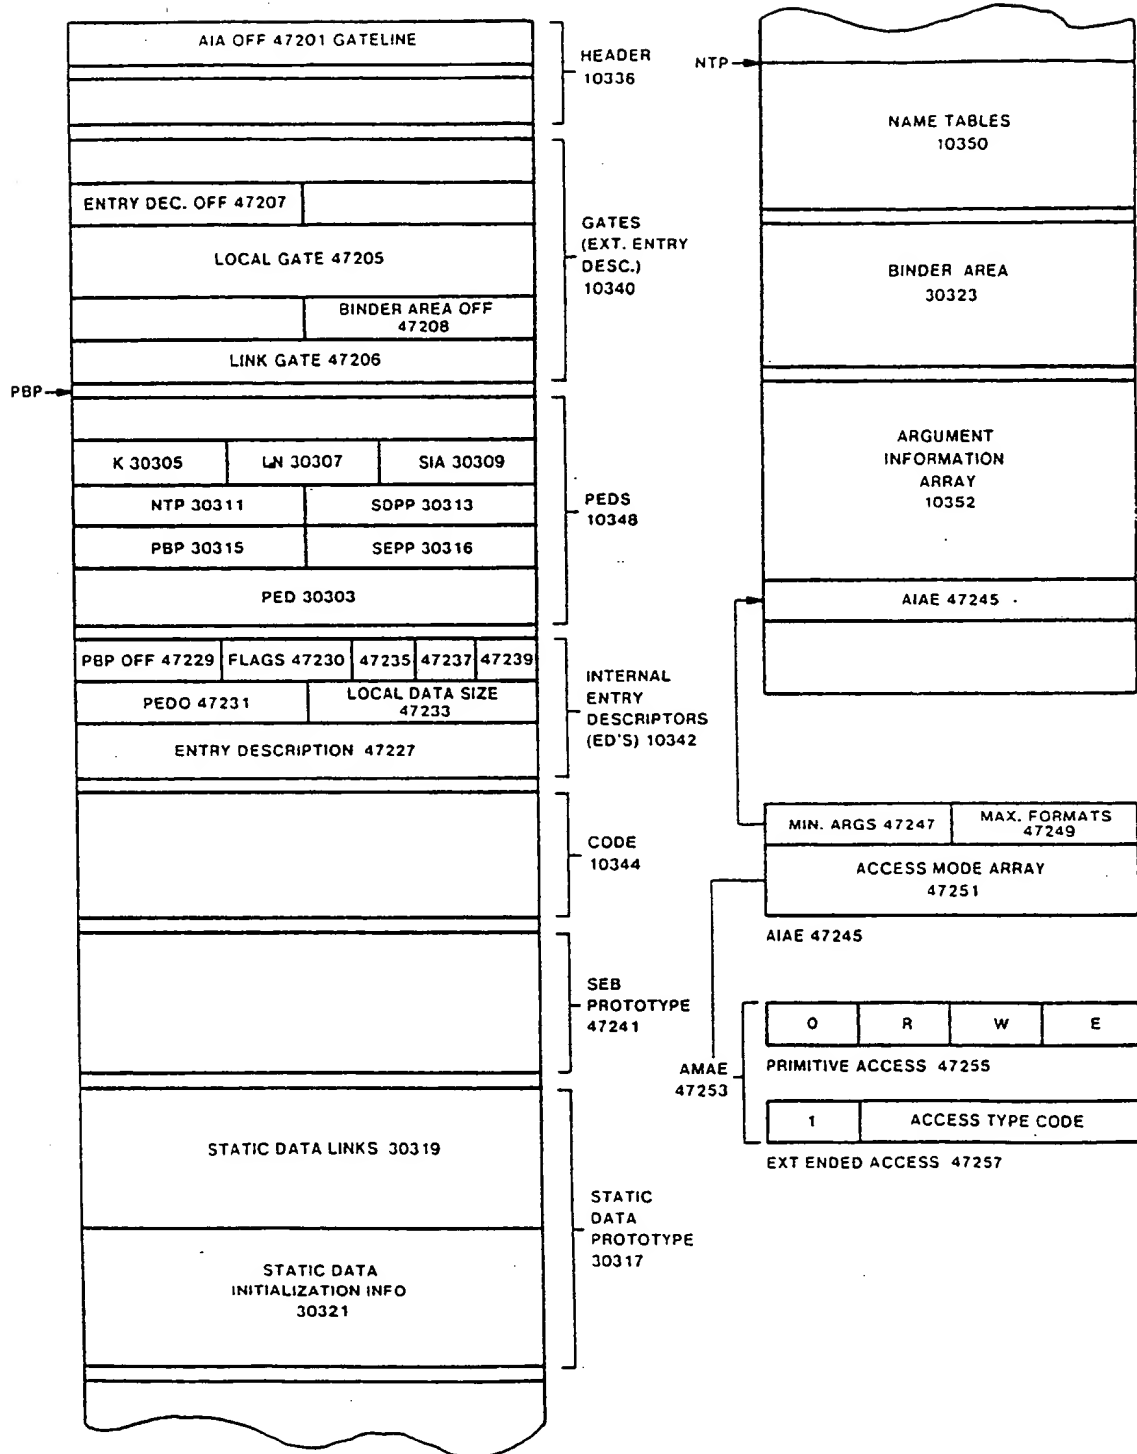 AIA OFF 47201 GATELINE
HEADER
10336
ENTRY DEC. OFF 47207
LOCAL GATE 47205
BINDER AREA OFF
47208
LINK GATE 47206
GATES
(EXT. ENTRY
DESC.)
10340
PBP
K 30305
LN 30307
SIA 30309
NTP 30311
SDPP 30313
PBP 30315
SEPP 30316
PED 30303
PEDS
10348
PBP OFF 47229
FLAGS 47230
47235
47237
47239
PEDO 47231
LOCAL DATA SIZE
47233
ENTRY DESCRIPTION 47227
INTERNAL
ENTRY
DESCRIPTORS
(ED'S) 10342
CODE
10344
SEB
PROTOTYPE
47241
STATIC DATA LINKS 30319
STATIC DATA
INITIALIZATION INFO
30321
STATIC
DATA
PROTOTYPE
30317
NTP
NAME TABLES
10350
BINDER AREA
30323
ARGUMENT
INFORMATION
ARRAY
10352
AIAE 47245
MIN. ARGS 47247
MAX. FORMATS
47249
ACCESS MODE ARRAY
47251
AIAE 47245
AMAE
47253
O
R
W
E
PRIMITIVE ACCESS 47255
1
ACCESS TYPE CODE
EXT ENDED ACCESS 47257